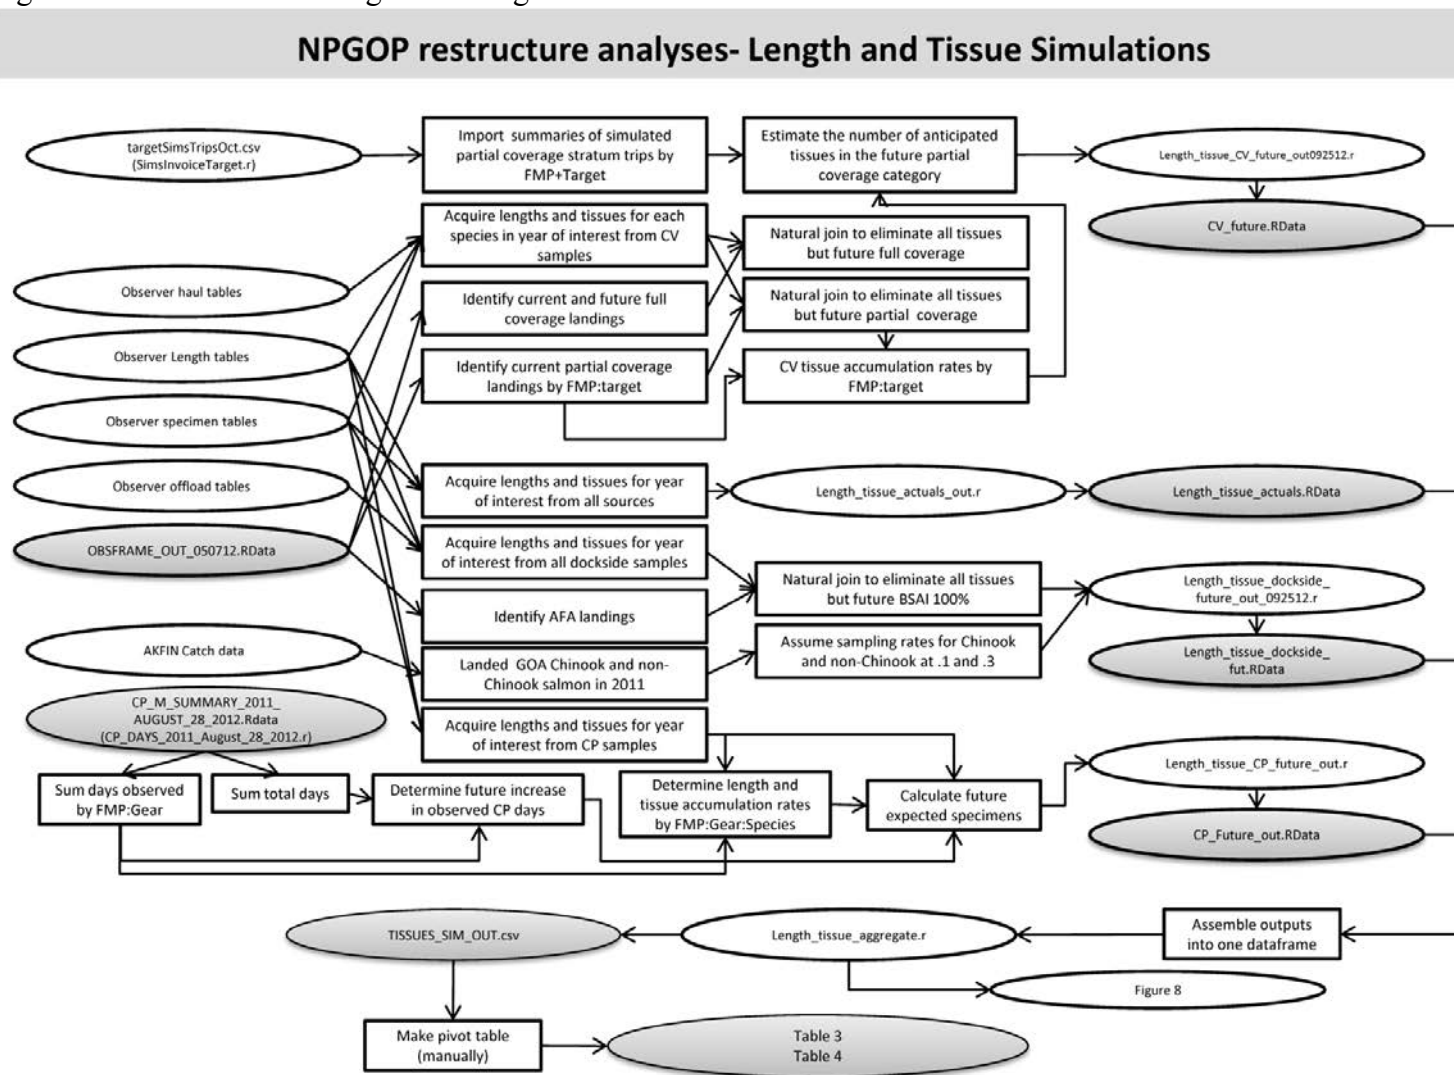 NPGOP restructure analyses- Length and Tissue Simulations
targetSimsTripsOct.csv
(SimsInvoiceTarget.r)
Import summaries of simulated
partial coverage stratum trips by
FMP+Target
Estimate the number of anticipated
tissues in the future partial
coverage category
Length_tissue_CV_future_out092512.r
CV_future.RData
Acquire lengths and tissues for each
species in year of interest from CV
samples
Natural join to eliminate all tissues
but future full coverage
Observer haul tables
Identify current and future full
coverage landings
Natural join to eliminate all tissues
but future partial coverage
Observer Length tables
Identify current partial coverage
landings by FMP:target
CV tissue accumulation rates by
FMP:target
Observer specimen tables
Observer offload tables
Acquire lengths and tissues for year
of interest from all sources
Length_tissue_actuals_out.r
Length_tissue_actuals.RData
OBSFRAME_OUT_050712.RData
Acquire lengths and tissues for year
of interest from all dockside samples
Natural join to eliminate all tissues
but future BSAI 100%
Length_tissue_dockside_
future_out_092512.r
Identify AFA landings
AKFIN Catch data
Landed GOA Chinook and non-
Chinook salmon in 2011
Assume sampling rates for Chinook
and non-Chinook at .1 and .3
Length_tissue_dockside_
fut.RData
CP_M_SUMMARY_2011_
AUGUST_28_2012.Rdata
(CP_DAYS_2011_August_28_2012.r)
Acquire lengths and tissues for year
of interest from CP samples
Length_tissue_CP_future_out.r
Sum days observed
by FMP:Gear
Sum total days
Determine future increase
in observed CP days
Determine length and
tissue accumulation rates
by FMP:Gear:Species
Calculate future
expected specimens
CP_Future_out.RData
TISSUES_SIM_OUT.csv
Length_tissue_aggregate.r
Assemble outputs
into one dataframe
Figure 8
Make pivot table
(manually)
Table 3
Table 4